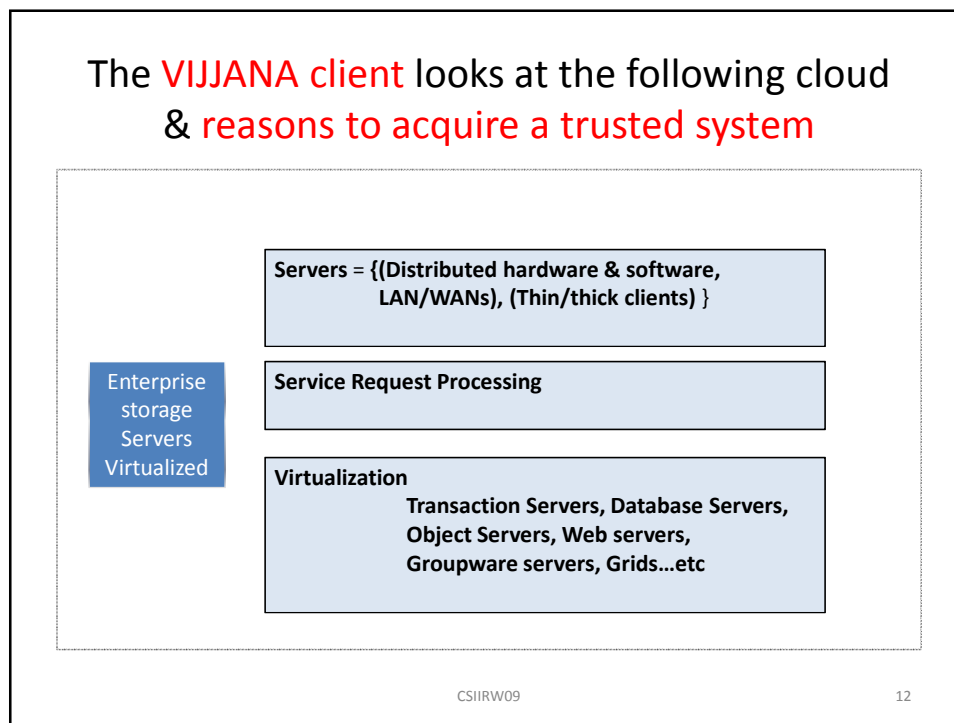 The VIJJANA client looks at the following cloud
& reasons to acquire a trusted system
Servers = {(Distributed hardware & software,
LAN/WANs), (Thin/thick clients) }
Enterprise
storage
Servers
Virtualized
Service Request Processing
Virtualization
Transaction Servers, Database Servers,
Object Servers, Web servers,
Groupware servers, Grids...etc
CSIIRW09
12